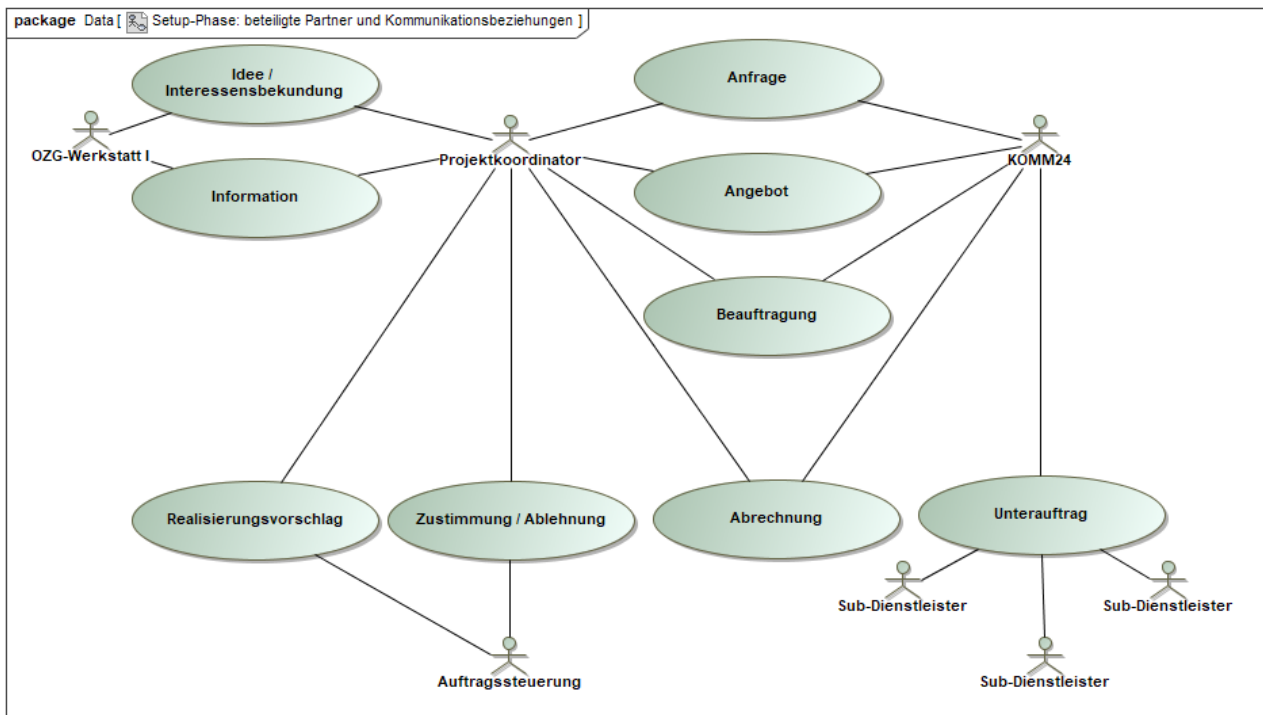 package Data [ Setup-Phase: beteiligte Partner und Kommunikationsbeziehungen ]
Idee /
Interessensbekundung
Anfrage
OZG-Werkstatt I
Projektkoordinator
KOMM24
Information
Angebot
Beauftragung
Realisierungsvorschlag
Zustimmung / Ablehnung
Abrechnung
Unterauftrag
Sub-Dienstleister
Sub-Dienstleister
Auftragssteuerung
Sub-Dienstleister